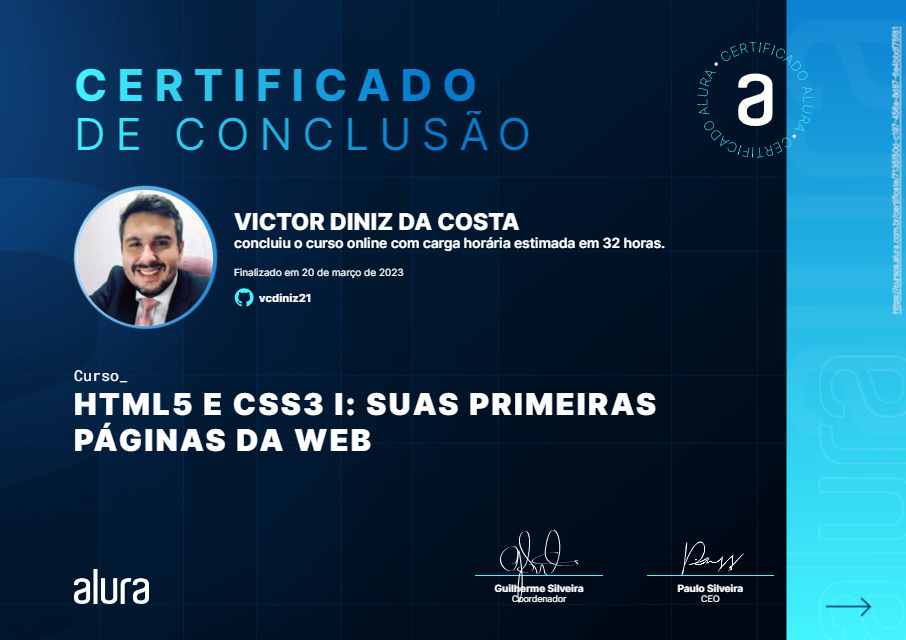 CERTIFICADO
DE CONCLUSÃO
CERTIFICADO ALURA • CERTIFICADO ALURA •
a
VICTOR DINIZ DA COSTA
concluiu o curso online com carga horária estimada em 32 horas.
Finalizado em 20 de março de 2023
vcdiniz21
Curso_
HTML5 E CSS3 I: SUAS PRIMEIRAS
PÁGINAS DA WEB
alura
Guilherme Silveira
Coordenador
Paulo Silveira
CEO
alura